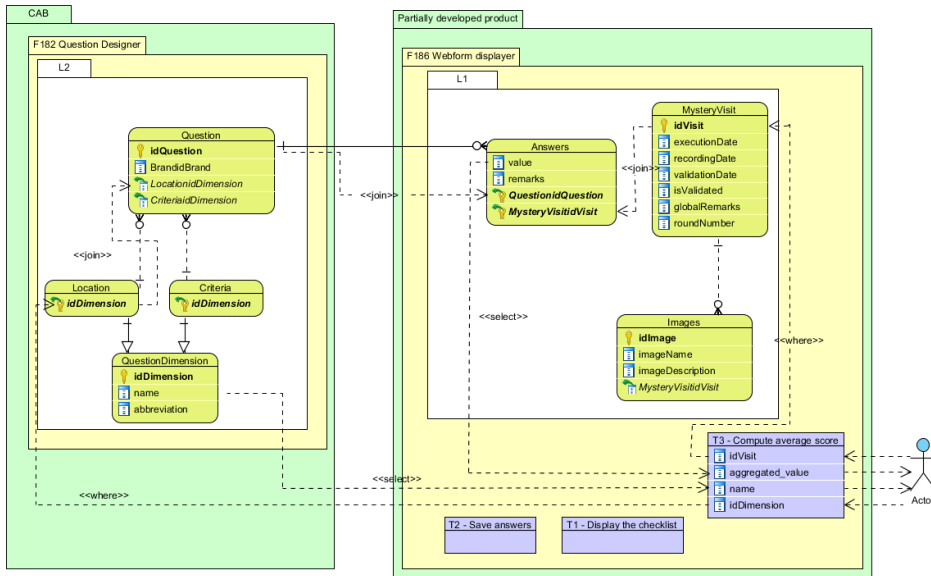 CAB
F182 Question Designer
L2
Question
idQuestion
BrandidBrand
LocationidDimension
CriteriaidDimension
<<join>>
Location
idDimension
Criteria
idDimension
QuestionDimension
idDimension
name
abbreviation
<<where>>
Partially developed product
F186 Webform displayer
L1
Answers
value
remarks
QuestionidQuestion
MysteryVisitidVisit
<<join>>
<<join>>
MysteryVisit
idVisit
executionDate
recordingDate
validationDate
isValidated
globalRemarks
roundNumber
<<select>>
Images
idImage
imageName
imageDescription
MysteryVisitidVisit
<<where>>
T3 - Compute average score
idVisit
aggregated_value
name
idDimension
<<select>>
T2 - Save answers
T1 - Display the checklist
Acto